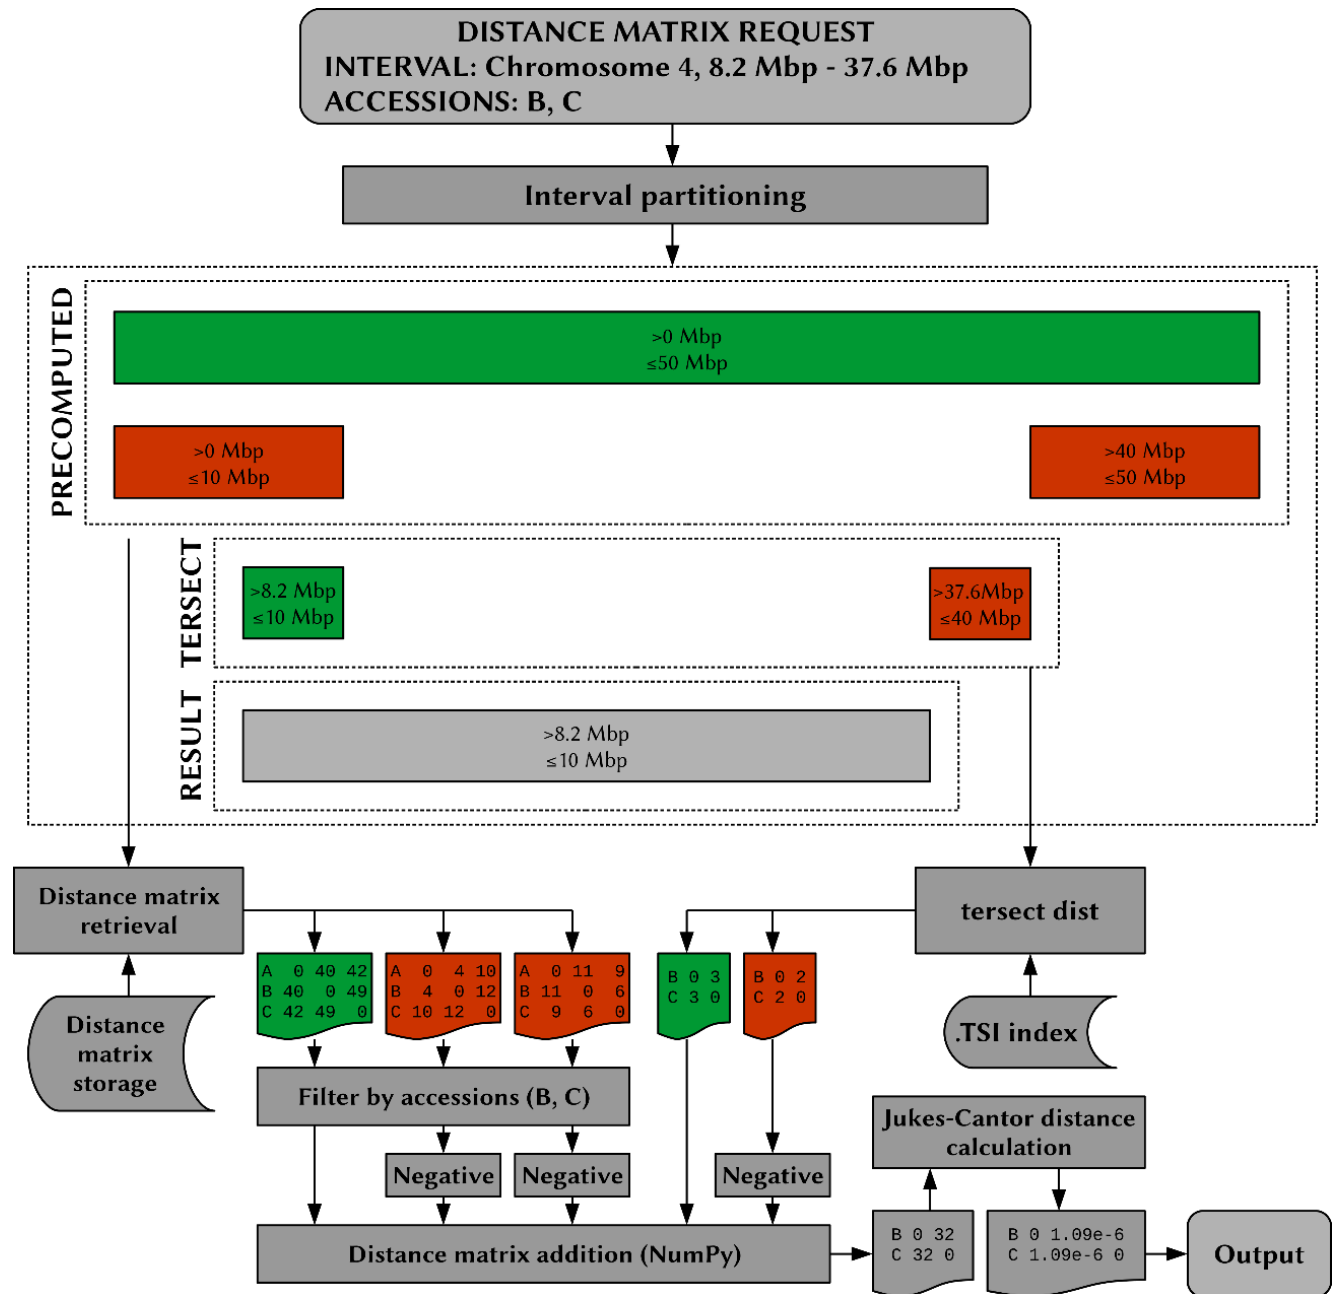 DISTANCE MATRIX REQUEST
INTERVAL: Chromosome 4, 8.2 Mbp - 37.6 Mbp
ACCESSIONS: B, C
Interval partitioning
PRECOMPUTED
>0 Mbp
≤50 Mbp
>0 Mbp
≤10 Mbp
>40 Mbp
≤50 Mbp
TERSECT
>8.2 Mbp
≤10 Mbp
>37.6Mbp
≤40 Mbp
RESULT
>8.2 Mbp
≤10 Mbp
Distance matrix
retrieval
tersect dist
A 0 40 42
B 40 0 49
C 42 49 0
A 0 4 10
B 4 0 12
C 10 12 0
A 0 11 9
B 11 0 6
C 9 6 0
B 0 3
C 3 0
B 0 2
C 2 0
Distance
matrix
storage
.TSI index
Filter by accessions (B, C)
Jukes-Cantor distance
calculation
Negative
Negative
Negative
Distance matrix addition (NumPy)
B 0 32
C 32 0
B 0 1.09e-6
C 1.09e-6 0
Output